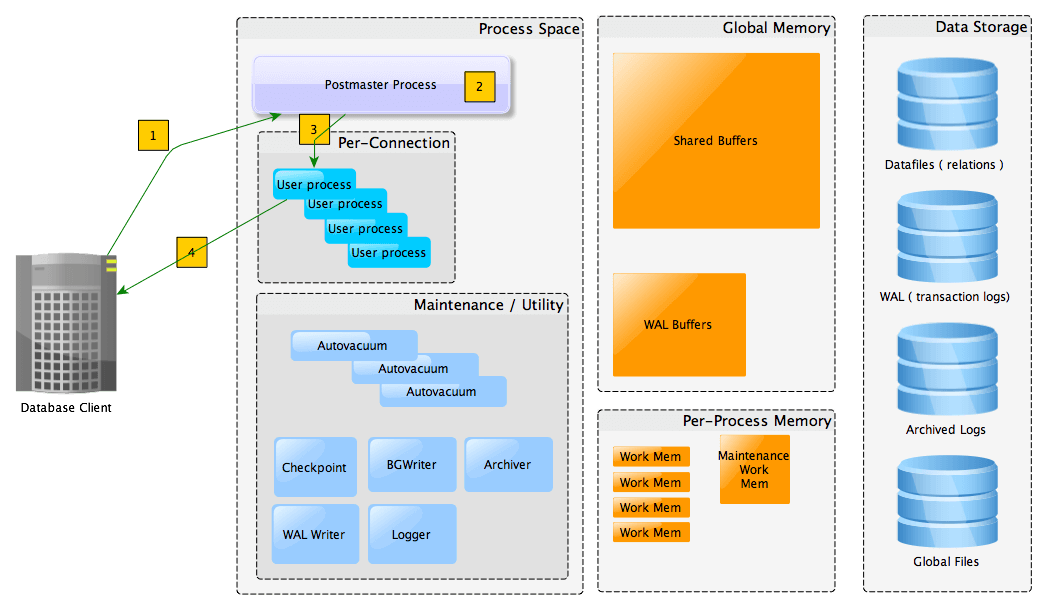 Process Space
Postmaster Process
2
1
3
Per-Connection
User process
User process
User process
User process
4
Database Client
Maintenance / Utility
Autovacuum
Autovacuum
Autovacuum
Checkpoint
BGWriter
Archiver
WAL Writer
Logger
Global Memory
Shared Buffers
WAL Buffers
Per-Process Memory
Work Mem
Work Mem
Work Mem
Work Mem
Maintenance
Work
Mem
Data Storage
Datafiles ( relations )
WAL ( transaction logs)
Archived Logs
Global Files